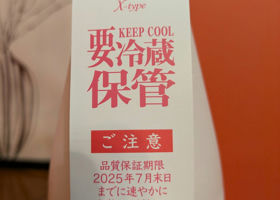 X-type
KEEP COOL
要冷蔵
保管
ご注意
品質保証期限
2025年7月末日
までに速やかに